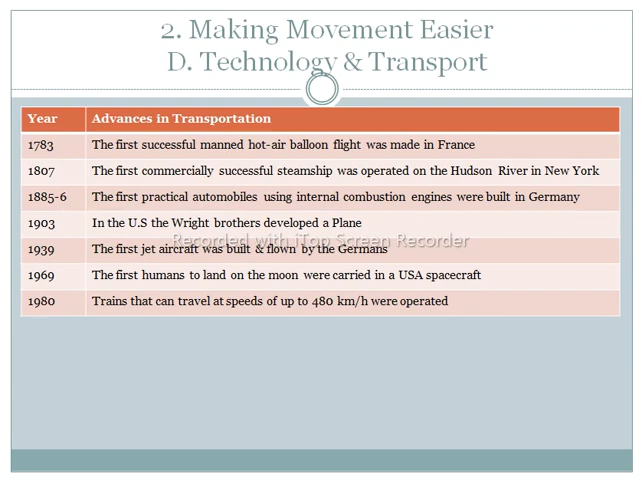 2. Making Movement Easier
D. Technology & Transport
Year Advances in Transportation
1783 The first successful manned hot-air balloon flight was made in France
1807 The first commercially successful steamship was operated on the Hudson River in New York
1885-6 The first practical automobiles using internal combustion engines were built in Germany
1903 In the U.S the Wright brothers developed a Plane
Recorded with iTop Screen Recorder
1939 The first jet aircraft was built & flown by the Germans
1969 The first humans to land on the moon were carried in a USA spacecraft
1980 Trains that can travel at speeds of up to 480 km/h were operated